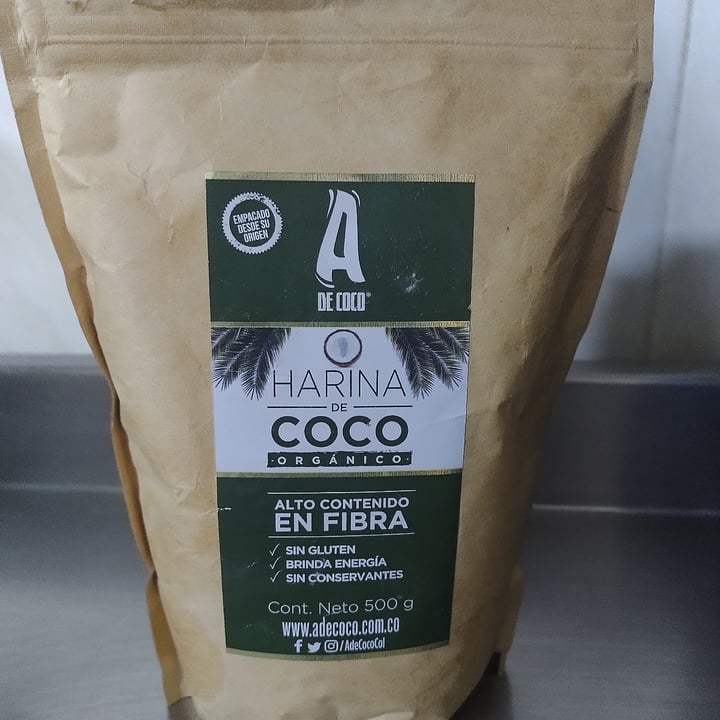 EMPACADO
DESDE SU
ORIGEN
A
DE COCO®
HARINA
DE
COCO
·ORGÁNICO·
ALTO CONTENIDO
EN FIBRA
✓ SIN GLUTEN
✓ BRINDA ENERGÍA
✓ SIN CONSERVANTES
Cont. Neto 500 g
www.adecoco.com.co
/AdeCocoCol